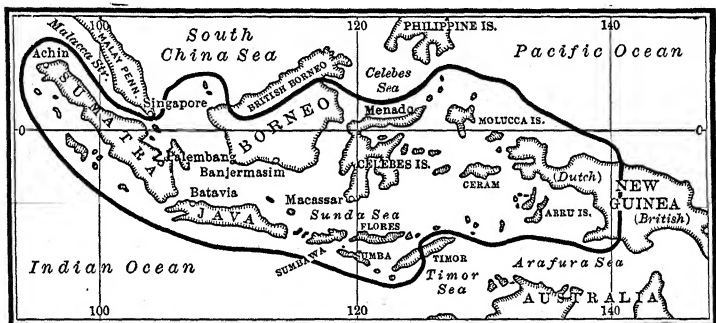 100
120
140
Malacca Str.
MALAY PENN.
South
China Sea
PHILIPPINE IS.
Pacific Ocean
Achin
Celebes
Sea
BRITISH BORNEO
Singapore
SUMATRA
BORNEO
Menado
MOLUCCA IS.
0
0
Palembang
Banjermasim
CELEBES IS.
CERAM
(Dutch)
NEW
GUINEA
(British)
Batavia
Macassar
Sunda Sea
ARRU IS.
JAVA
FLORES
SUMBAWA
SUMBA
TIMOR
Indian Ocean
Timor
Sea
Arafura Sea
AUSTRALIA
100
120
140